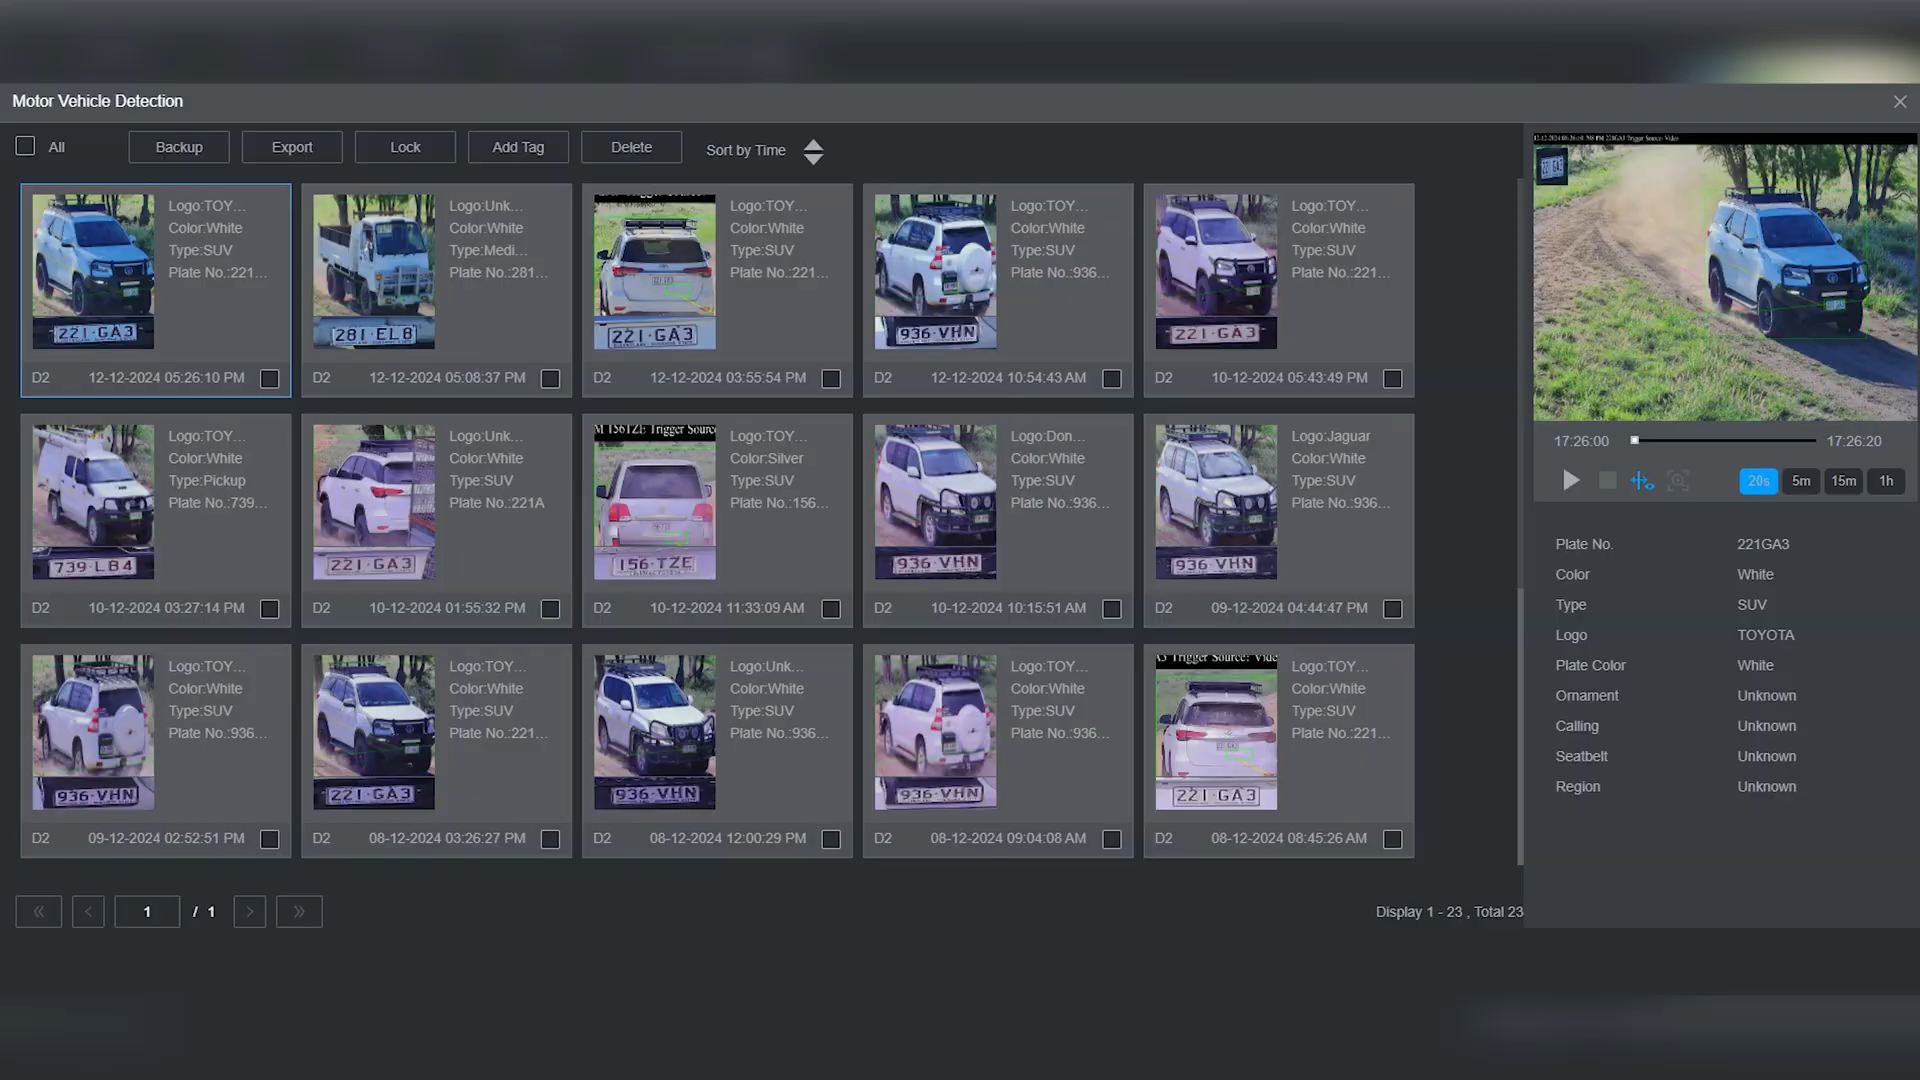 Motor Vehicle Detection
All
Backup
Export
Lock
Add Tag
Delete
Sort by Time
Logo:TOY...
Color:White
Type:SUV
Plate No.:221...
221·GA3
D2 12-12-2024 05:26:10 PM
Logo:Unk...
Color:White
Type:Medi...
Plate No.:281...
281·EL8
D2 12-12-2024 05:08:37 PM
Logo:TOY...
Color:White
Type:SUV
Plate No.:221...
221·GA3
D2 12-12-2024 03:55:54 PM
Logo:TOY...
Color:White
Type:SUV
Plate No.:936...
936·VHN
D2 12-12-2024 10:54:43 AM
Logo:TOY...
Color:White
Type:SUV
Plate No.:221...
221·GA3
D2 10-12-2024 05:43:49 PM
Logo:TOY...
Color:White
Type:Pickup
Plate No.:739...
739·LB4
D2 10-12-2024 03:27:14 PM
Logo:Unk...
Color:White
Type:SUV
Plate No.:221A
221·GA3
D2 10-12-2024 01:55:32 PM
M 156TZE Trigger Sourc
Logo:TOY...
Color:Silver
Type:SUV
Plate No.:156...
156·TZE
D2 10-12-2024 11:33:09 AM
Logo:Don...
Color:White
Type:SUV
Plate No.:936...
936·VHN
D2 10-12-2024 10:15:51 AM
Logo:Jaguar
Color:White
Type:SUV
Plate No.:936...
936·VHN
D2 09-12-2024 04:44:47 PM
Logo:TOY...
Color:White
Type:SUV
Plate No.:936...
936·VHN
D2 09-12-2024 02:52:51 PM
Logo:TOY...
Color:White
Type:SUV
Plate No.:221...
221·GA3
D2 08-12-2024 03:26:27 PM
Logo:Unk...
Color:White
Type:SUV
Plate No.:936...
936·VHN
D2 08-12-2024 12:00:29 PM
Logo:TOY...
Color:White
Type:SUV
Plate No.:936...
936·VHN
D2 08-12-2024 09:04:08 AM
A3 Trigger Source: Vide
Logo:TOY...
Color:White
Type:SUV
Plate No.:221...
221·GA3
D2 08-12-2024 08:45:26 AM
1 / 1
Display 1 - 23 , Total 23
221GA3 Trigger Source: Video
221·GA3
17:26:00 17:26:20
20s 5m 15m 1h
Plate No. 221GA3
Color White
Type SUV
Logo TOYOTA
Plate Color White
Ornament Unknown
Calling Unknown
Seatbelt Unknown
Region Unknown